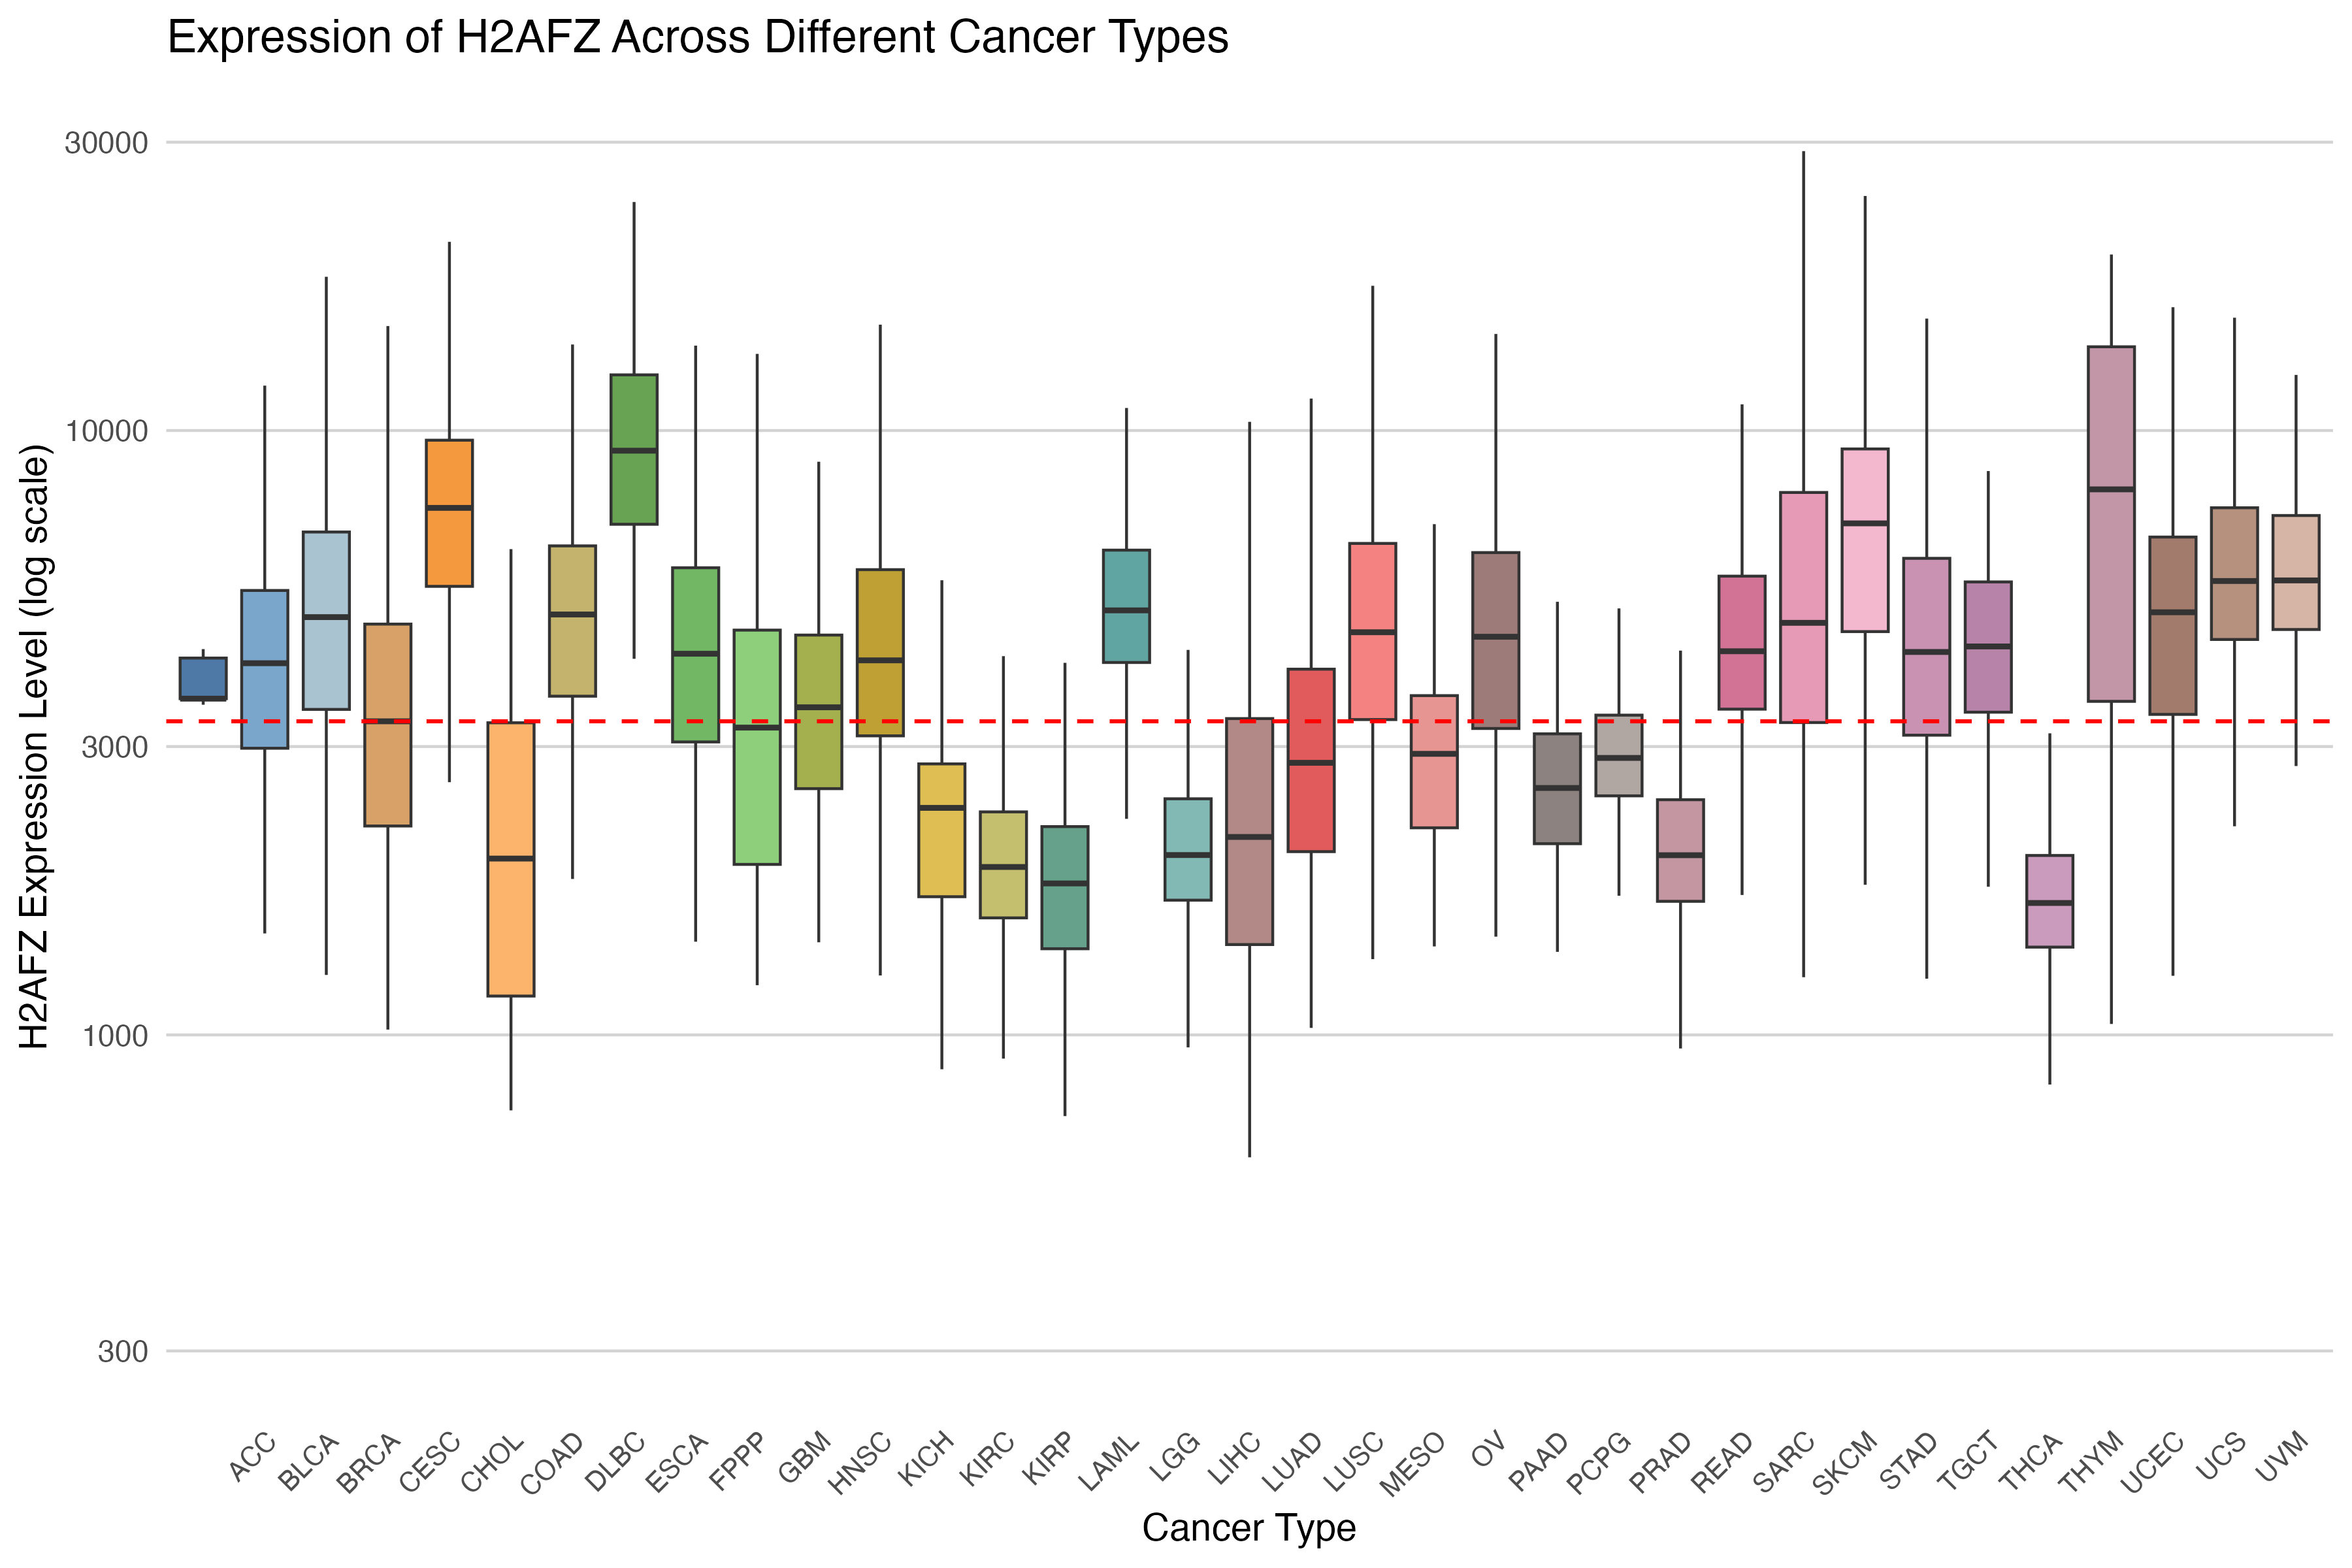 Expression of H2AFZ Across Different Cancer Types
30000
10000
3000
1000
300
H2AFZ Expression Level (log scale)
ACC
BLCA
BRCA
CESC
CHOL
COAD
DLBC
ESCA
FPPP
GBM
HNSC
KICH
KIRC
KIRP
LAML
LGG
LIHC
LUAD
LUSC
MESO
OV
PAAD
PCPG
PRAD
READ
SARC
SKCM
STAD
TGCT
THCA
THYM
UCEC
UCS
UVM
Cancer Type